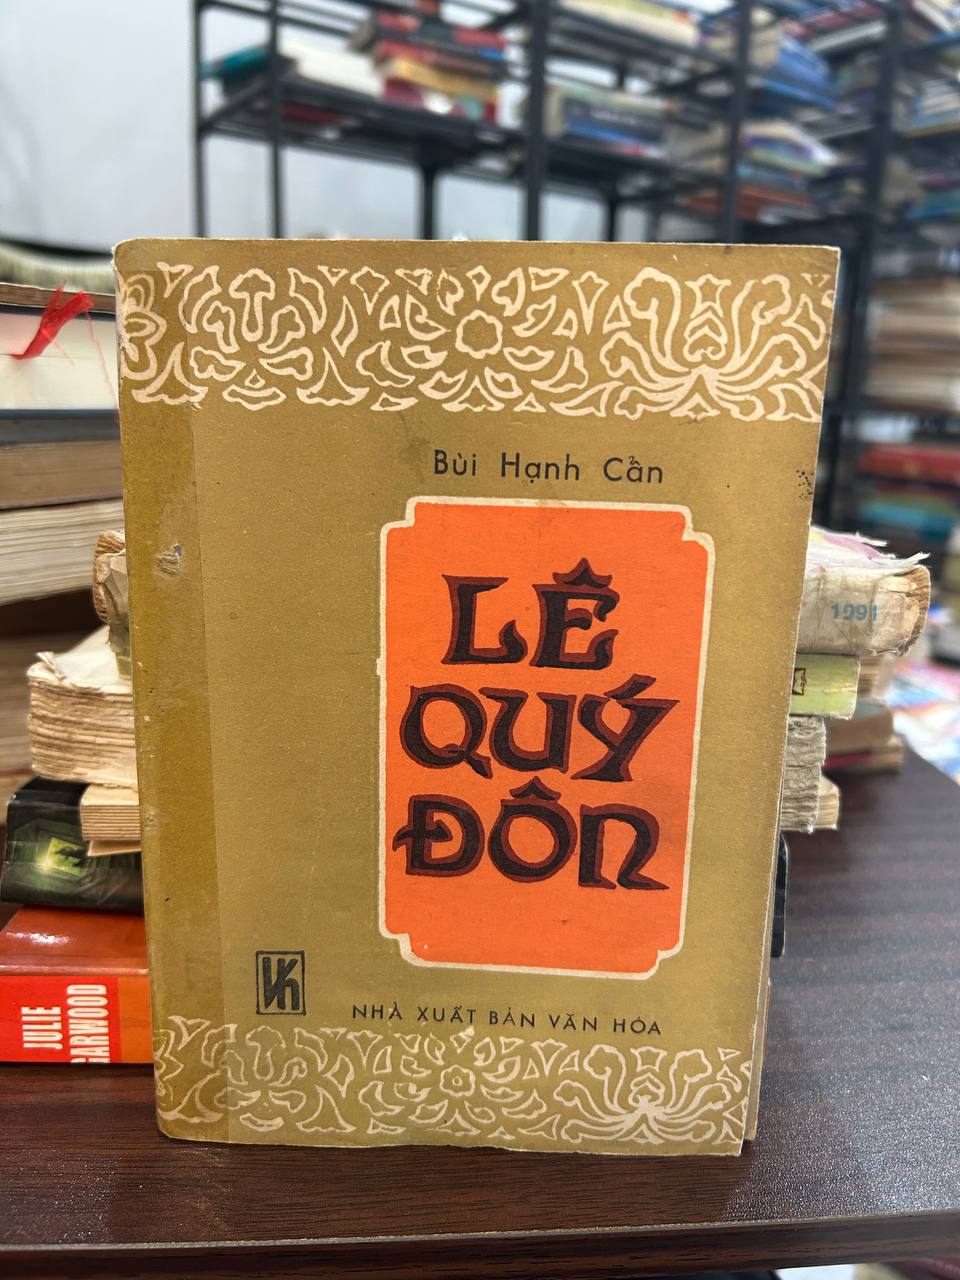 Bùi Hạnh Cẩn
LÊ
QUÝ
ĐÔN
VH
NHÀ XUẤT BẢN VĂN HÓA
JULIE
GARWOOD
1991